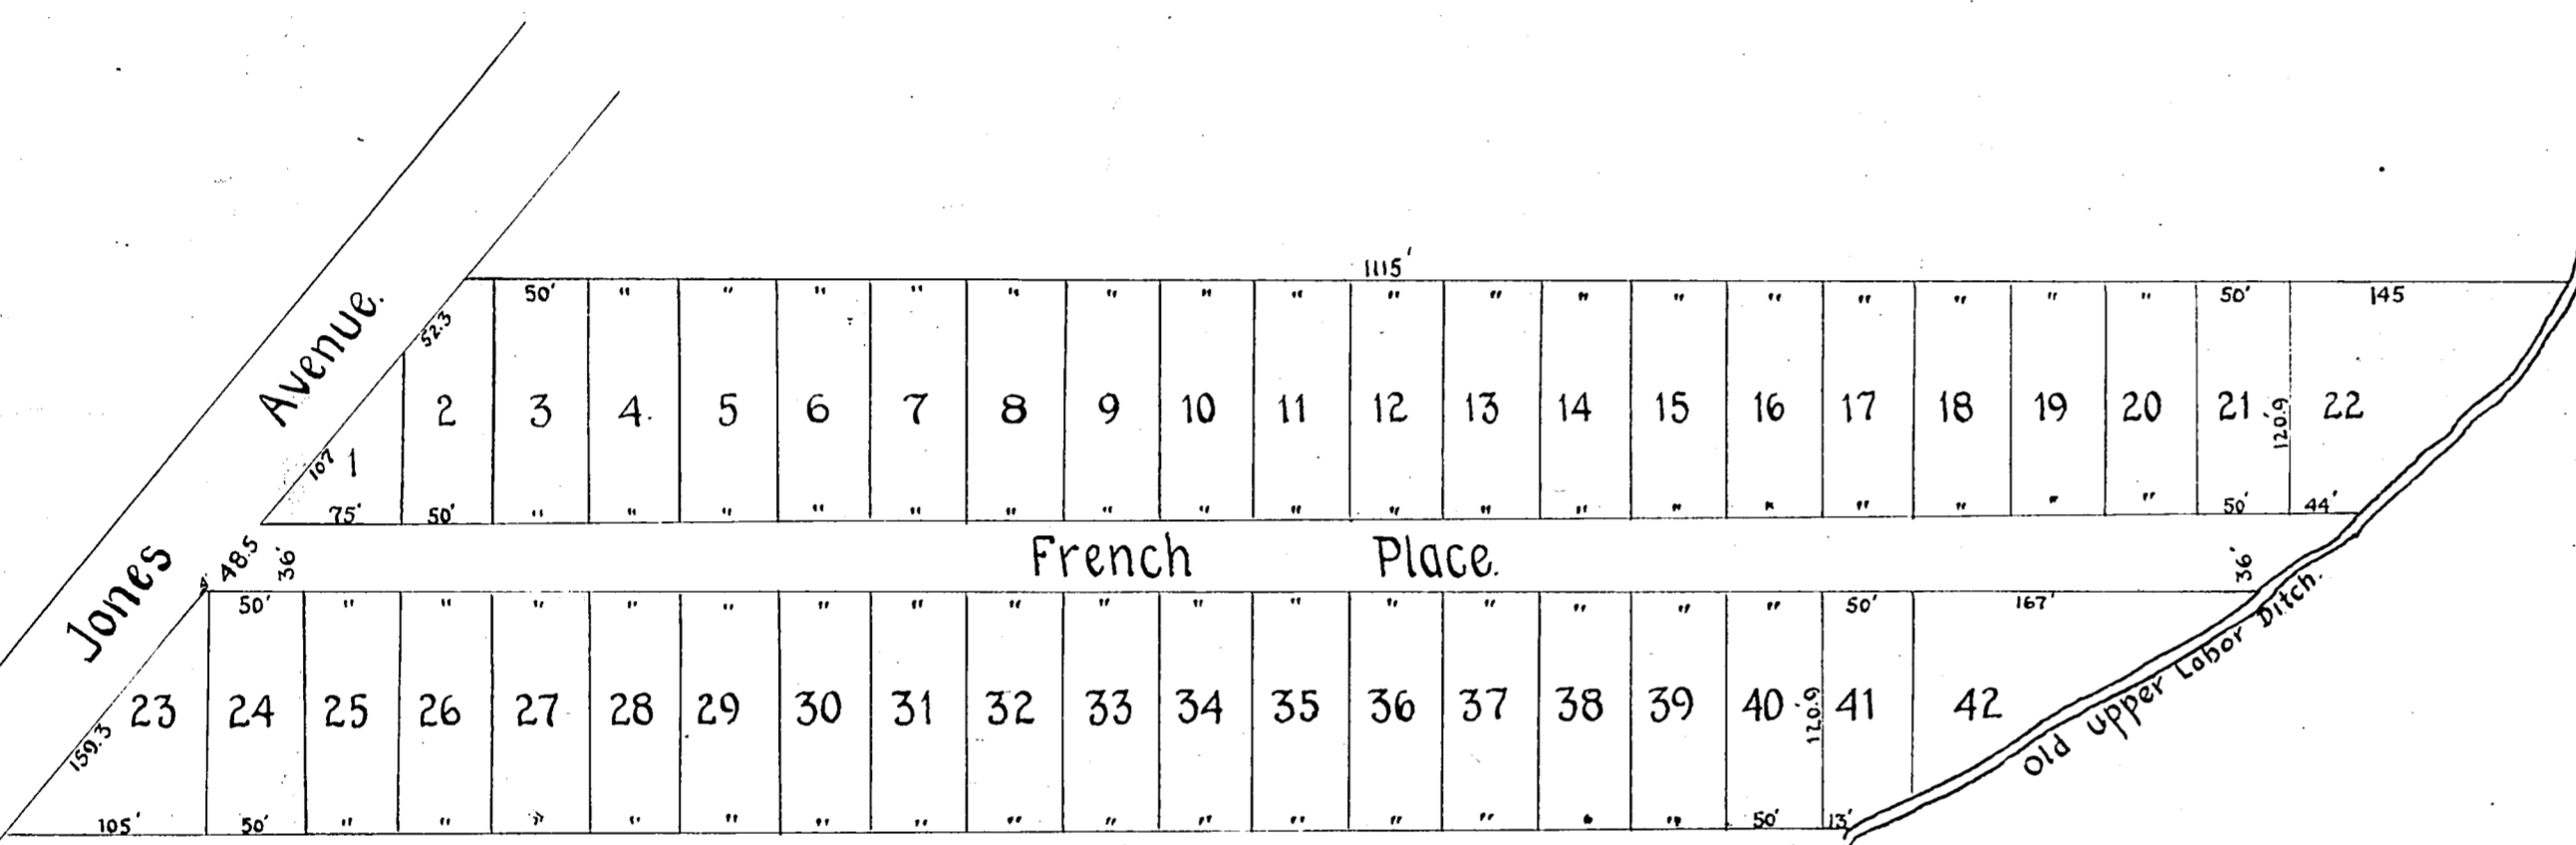 1115'
Jones Avenue.
50' " " " " " " " " " " " " " " " " " 50' 145
52.3
107
1 2 3 4. 5 6 7 8 9 10 11 12 13 14 15 16 17 18 19 20 21 120.9 22
75' 50' " " " " " " " " " " " " " " " " " " 50' 44'
48.5 36' French Place. 36'
4'
50' " " " " " " " " " " " " " " " " 50' 167'
Old Upper Labor Ditch.
159.3
23 24 25 26 27 28 29 30 31 32 33 34 35 36 37 38 39 40 120.9 41 42
105' 50' " " " " " " " " " " " " " " " 50' 13'